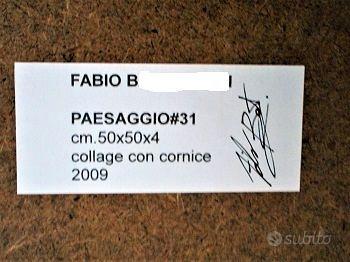 FABIO B I
PAESAGGIO#31
cm.50x50x4
collage con cornice
2009
subito